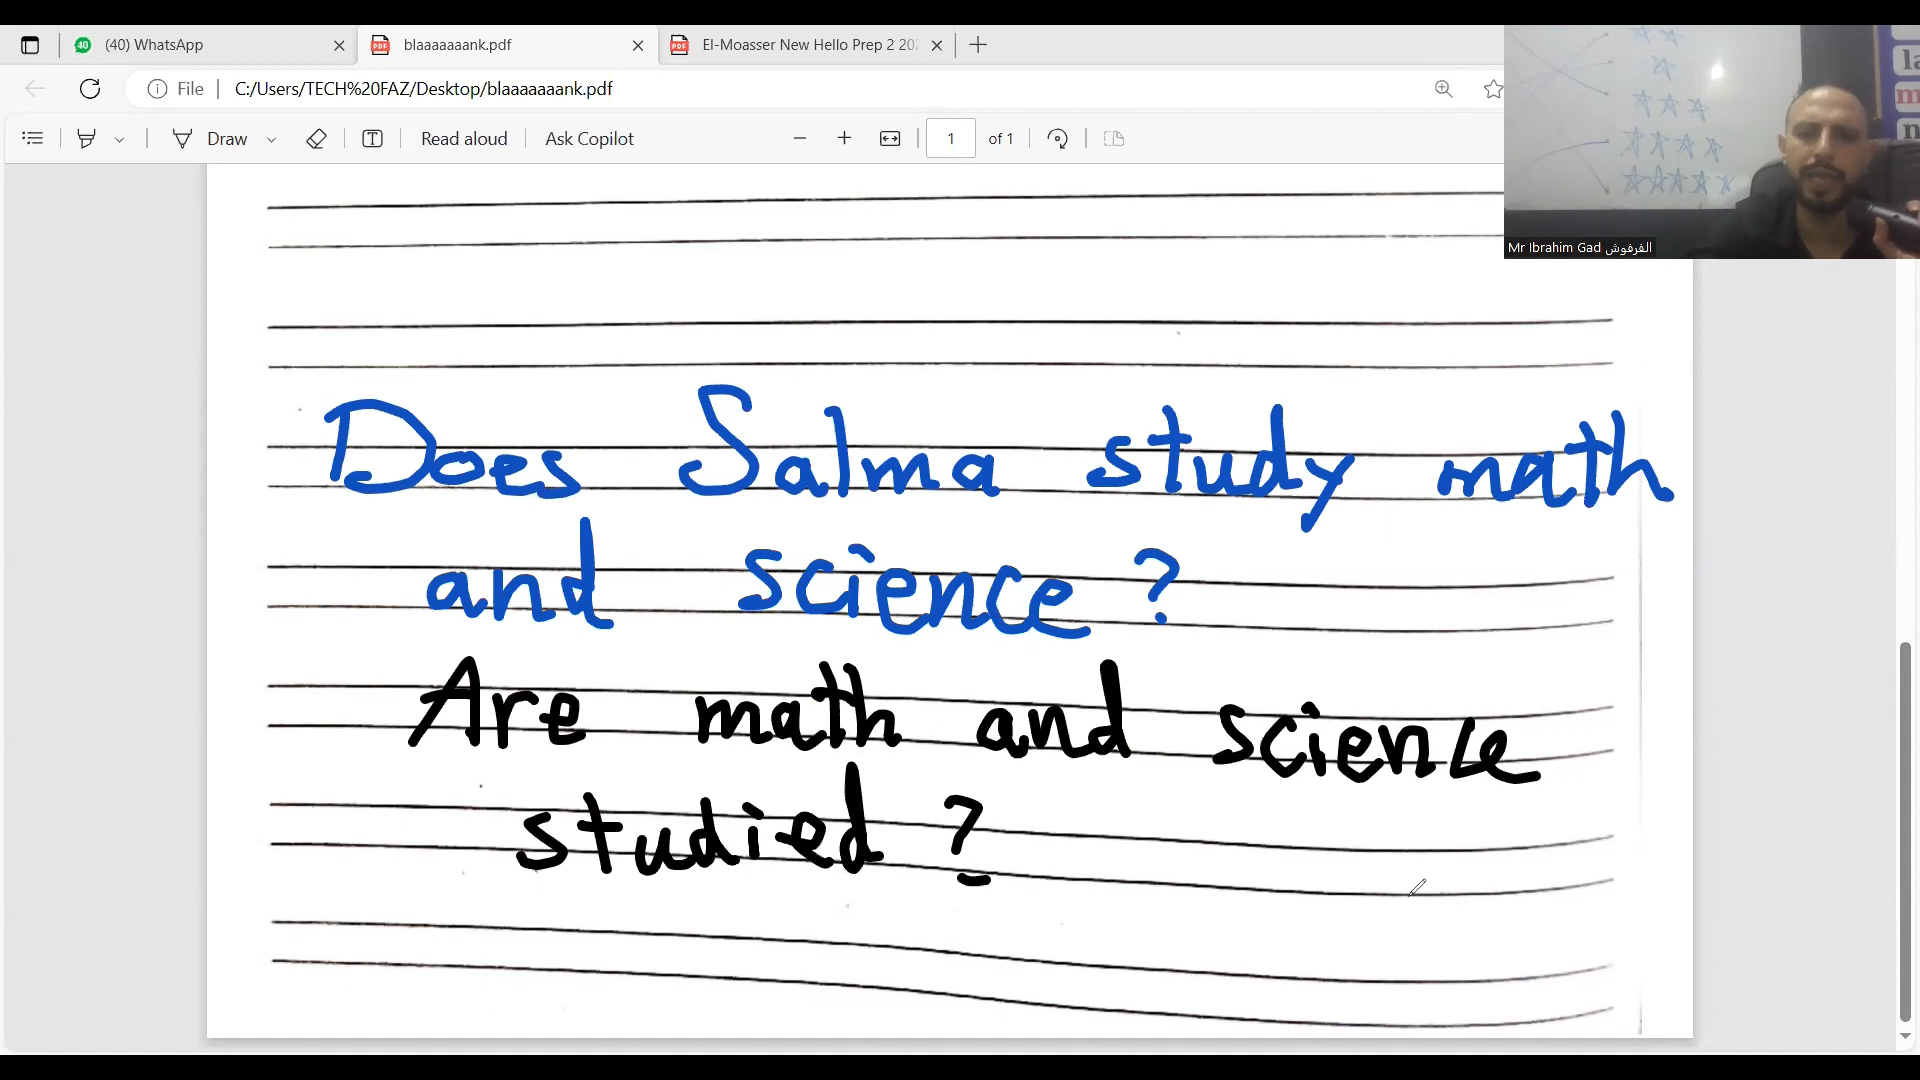 (40) WhatsApp
blaaaaaaank.pdf
El-Moasser New Hello Prep 2 202
File
C:/Users/TECH%20FAZ/Desktop/blaaaaaaank.pdf
Draw
Read aloud
Ask Copilot
1
of 1
Mr Ibrahim Gad الفرفوش
Does Salma study math
and science ?
Are math and science
studied ?